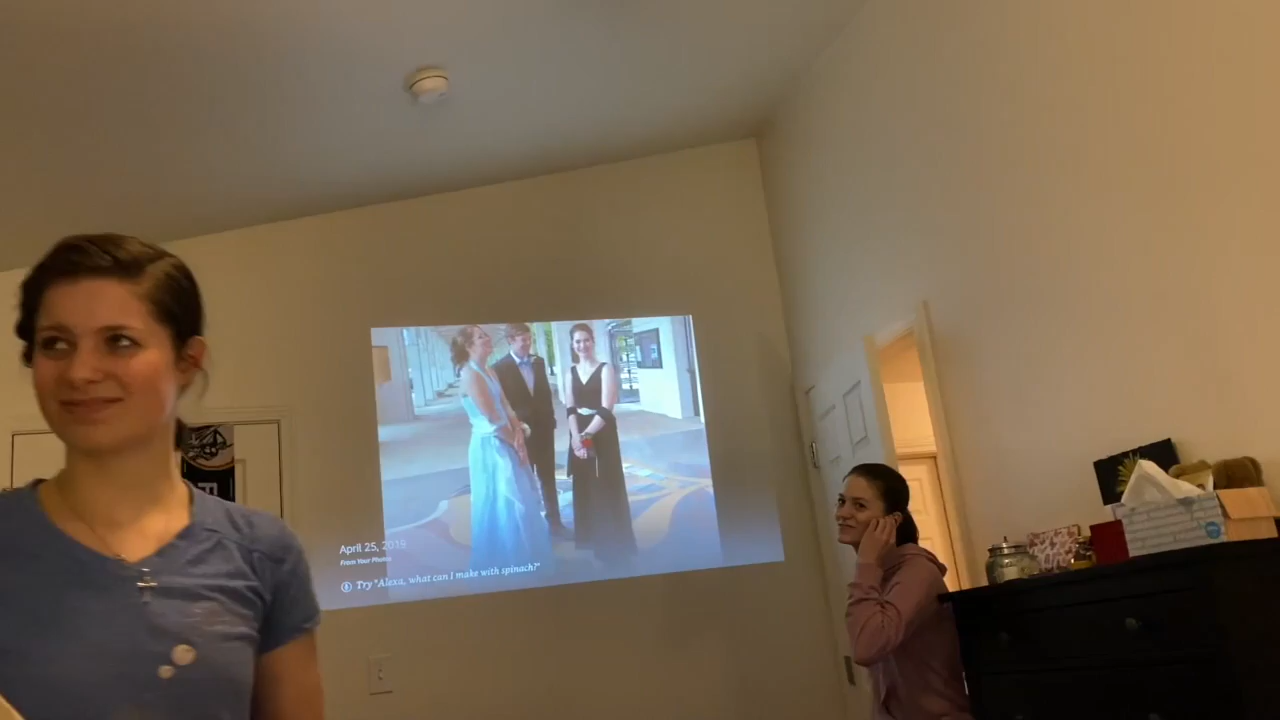 April 25, 2019
From Your Photos
Try "Alexa, what can I make with spinach?"